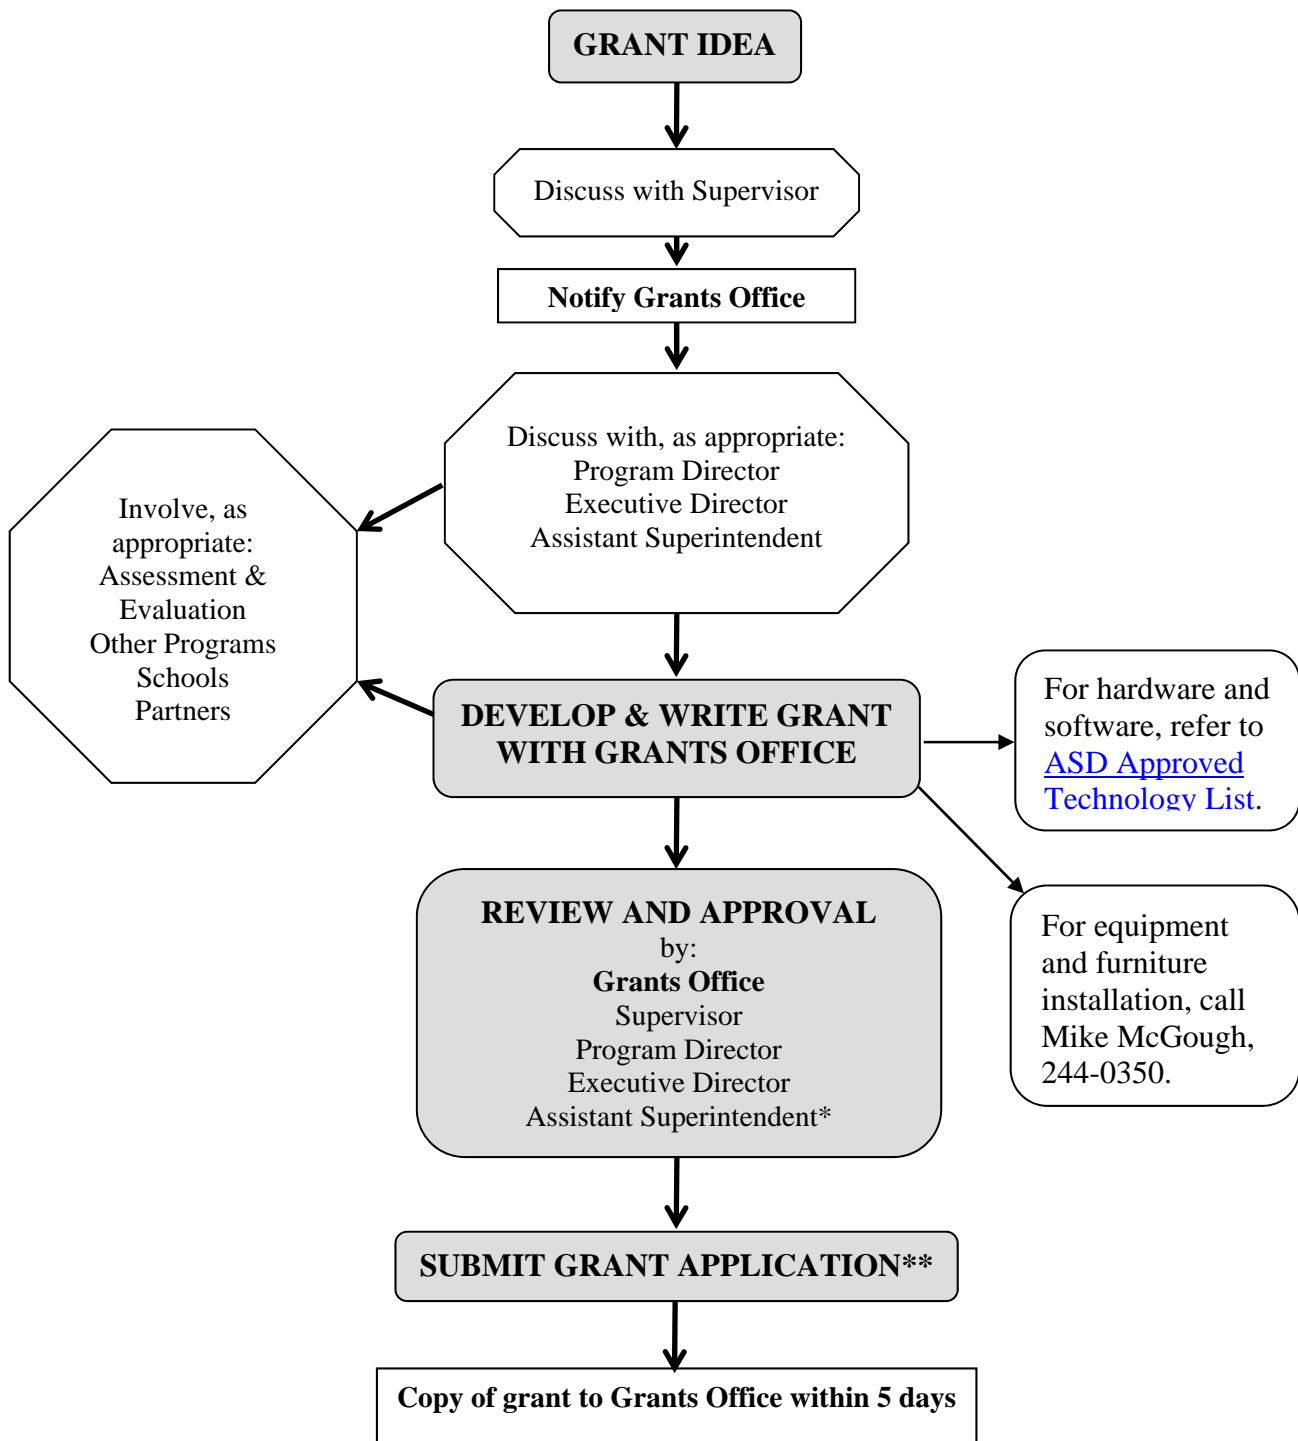 GRANT IDEA
Discuss with Supervisor
Notify Grants Office
Discuss with, as appropriate:
Program Director
Executive Director
Assistant Superintendent
Involve, as
appropriate:
Assessment &
Evaluation
Other Programs
Schools
Partners
DEVELOP & WRITE GRANT
WITH GRANTS OFFICE
For hardware and
software, refer to
ASD Approved
Technology List.
For equipment
and furniture
installation, call
Mike McGough,
244-0350.
REVIEW AND APPROVAL
by:
Grants Office
Supervisor
Program Director
Executive Director
Assistant Superintendent*
SUBMIT GRANT APPLICATION**
Copy of grant to Grants Office within 5 days